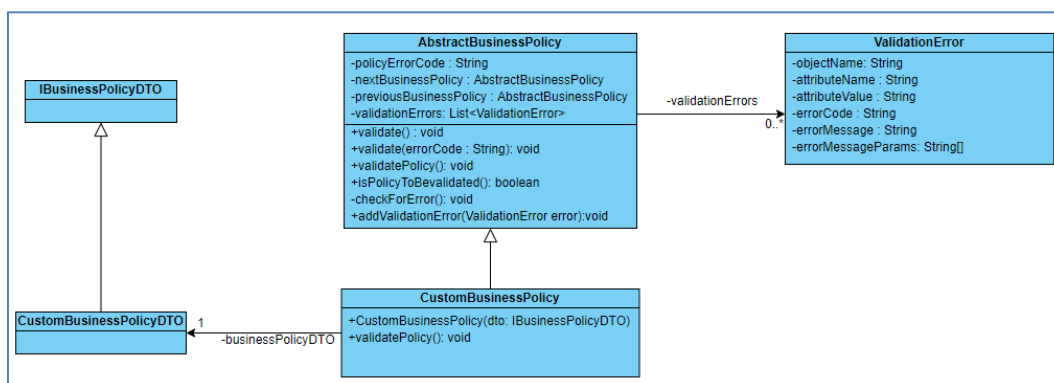 AbstractBusinessPolicy
-policyErrorCode : String
-nextBusinessPolicy : AbstractBusinessPolicy
-previousBusinessPolicy : AbstractBusinessPolicy
-validationErrors: List<ValidationError>
+validate() : void
+validate(errorCode : String): void
+validatePolicy(): void
+isPolicyToBevalidated(): boolean
-checkForError(): void
+addValidationError(ValidationError error):void
-validationErrors
0..*
ValidationError
-objectName: String
-attributeName : String
-attributeValue : String
-errorCode : String
-errorMessage : String
-errorMessageParams: String[]
IBusinessPolicyDTO
CustomBusinessPolicyDTO
1
-businessPolicyDTO
CustomBusinessPolicy
+CustomBusinessPolicy(dto: IBusinessPolicyDTO)
+validatePolicy(): void